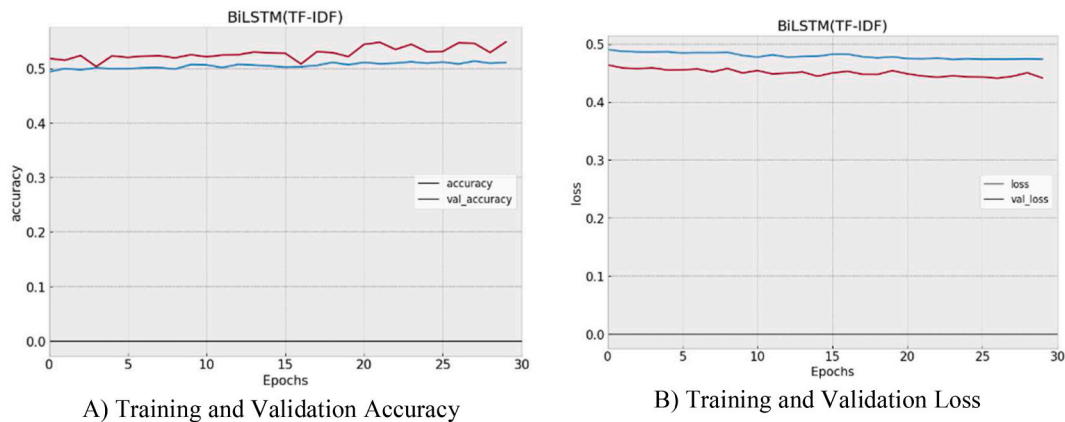 BiLSTM(TF-IDF)
accuracy
0.5
0.4
0.3
0.2
0.1
0.0
accuracy
val_accuracy
0 5 10 15 20 25 30
Epochs
A) Training and Validation Accuracy
BiLSTM(TF-IDF)
loss
0.5
0.4
0.3
0.2
0.1
0.0
loss
val_loss
0 5 10 15 20 25 30
Epochs
B) Training and Validation Loss